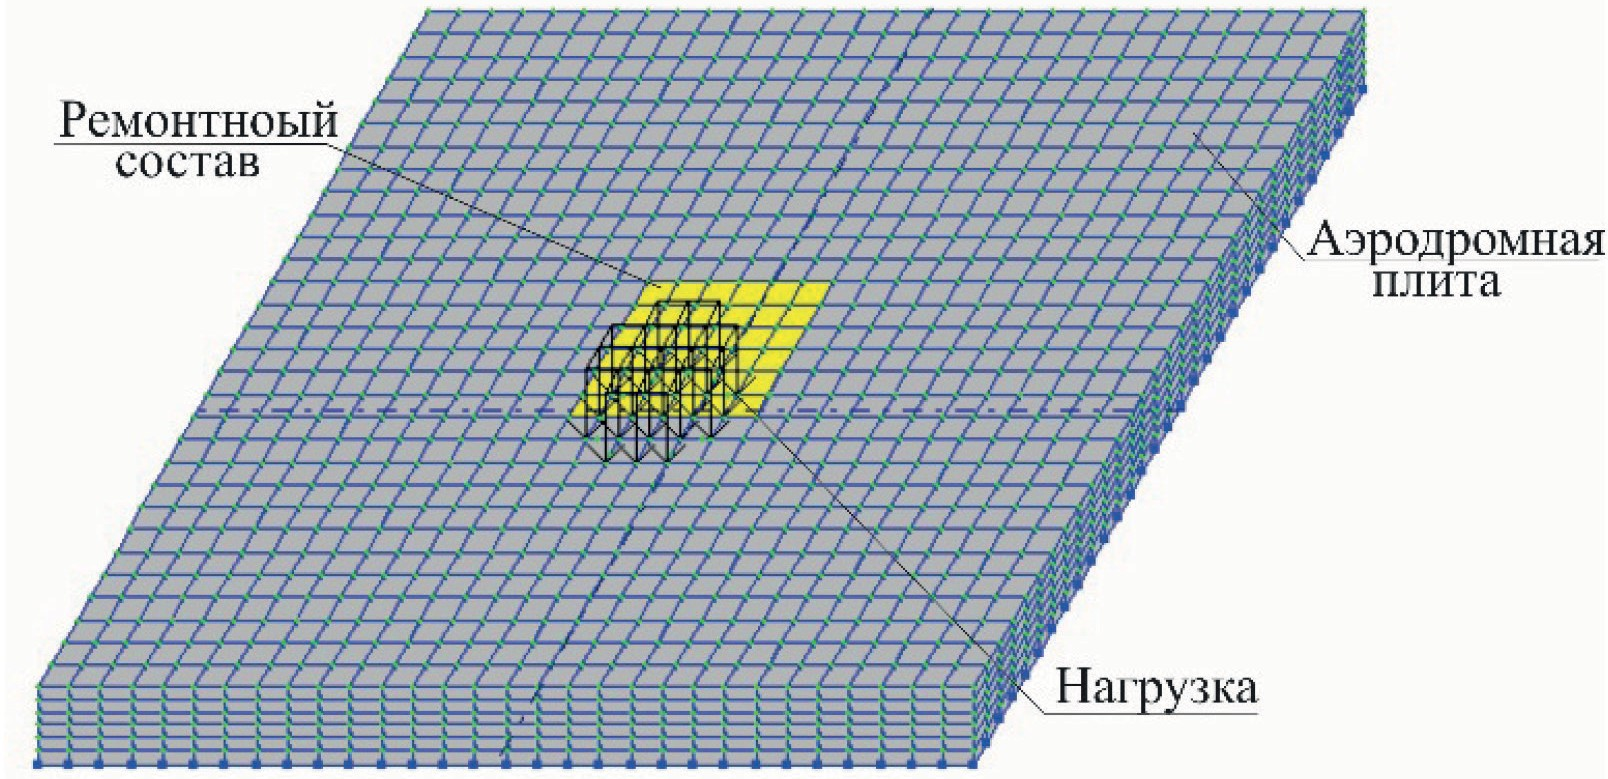 Ремонтноый
состав
Аэродромная
плита
Нагрузка